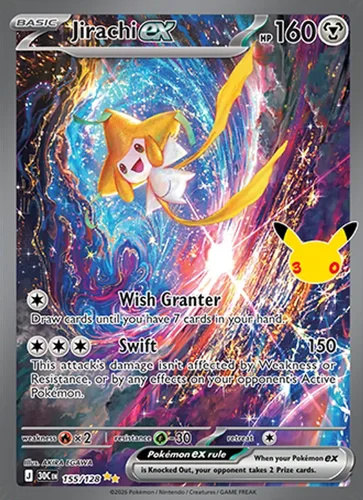 BASIC
Jirachi ex HP 160
30
Wish Granter
Draw cards until you have 7 cards in your hand.
Swift 150
This attack's damage isn't affected by Weakness or
Resistance, or by any effects on your opponent's Active
Pokémon.
weakness ×2 resistance -30 retreat
Illus. AKIRA EGAWA
Pokémon ex rule
When your Pokémon ex
is Knocked Out, your opponent takes 2 Prize cards.
J 30C EN 155/128
©2026 Pokémon / Nintendo / Creatures / GAME FREAK